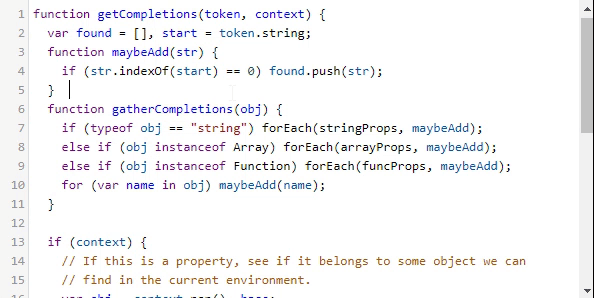 1 function getCompletions(token, context) {
2   var found = [], start = token.string;
3   function maybeAdd(str) {
4     if (str.indexOf(start) == 0) found.push(str);
5   }
6   function gatherCompletions(obj) {
7     if (typeof obj == "string") forEach(stringProps, maybeAdd);
8     else if (obj instanceof Array) forEach(arrayProps, maybeAdd);
9     else if (obj instanceof Function) forEach(funcProps, maybeAdd);
10     for (var name in obj) maybeAdd(name);
11   }
12
13   if (context) {
14     // If this is a property, see if it belongs to some object we can
15     // find in the current environment.